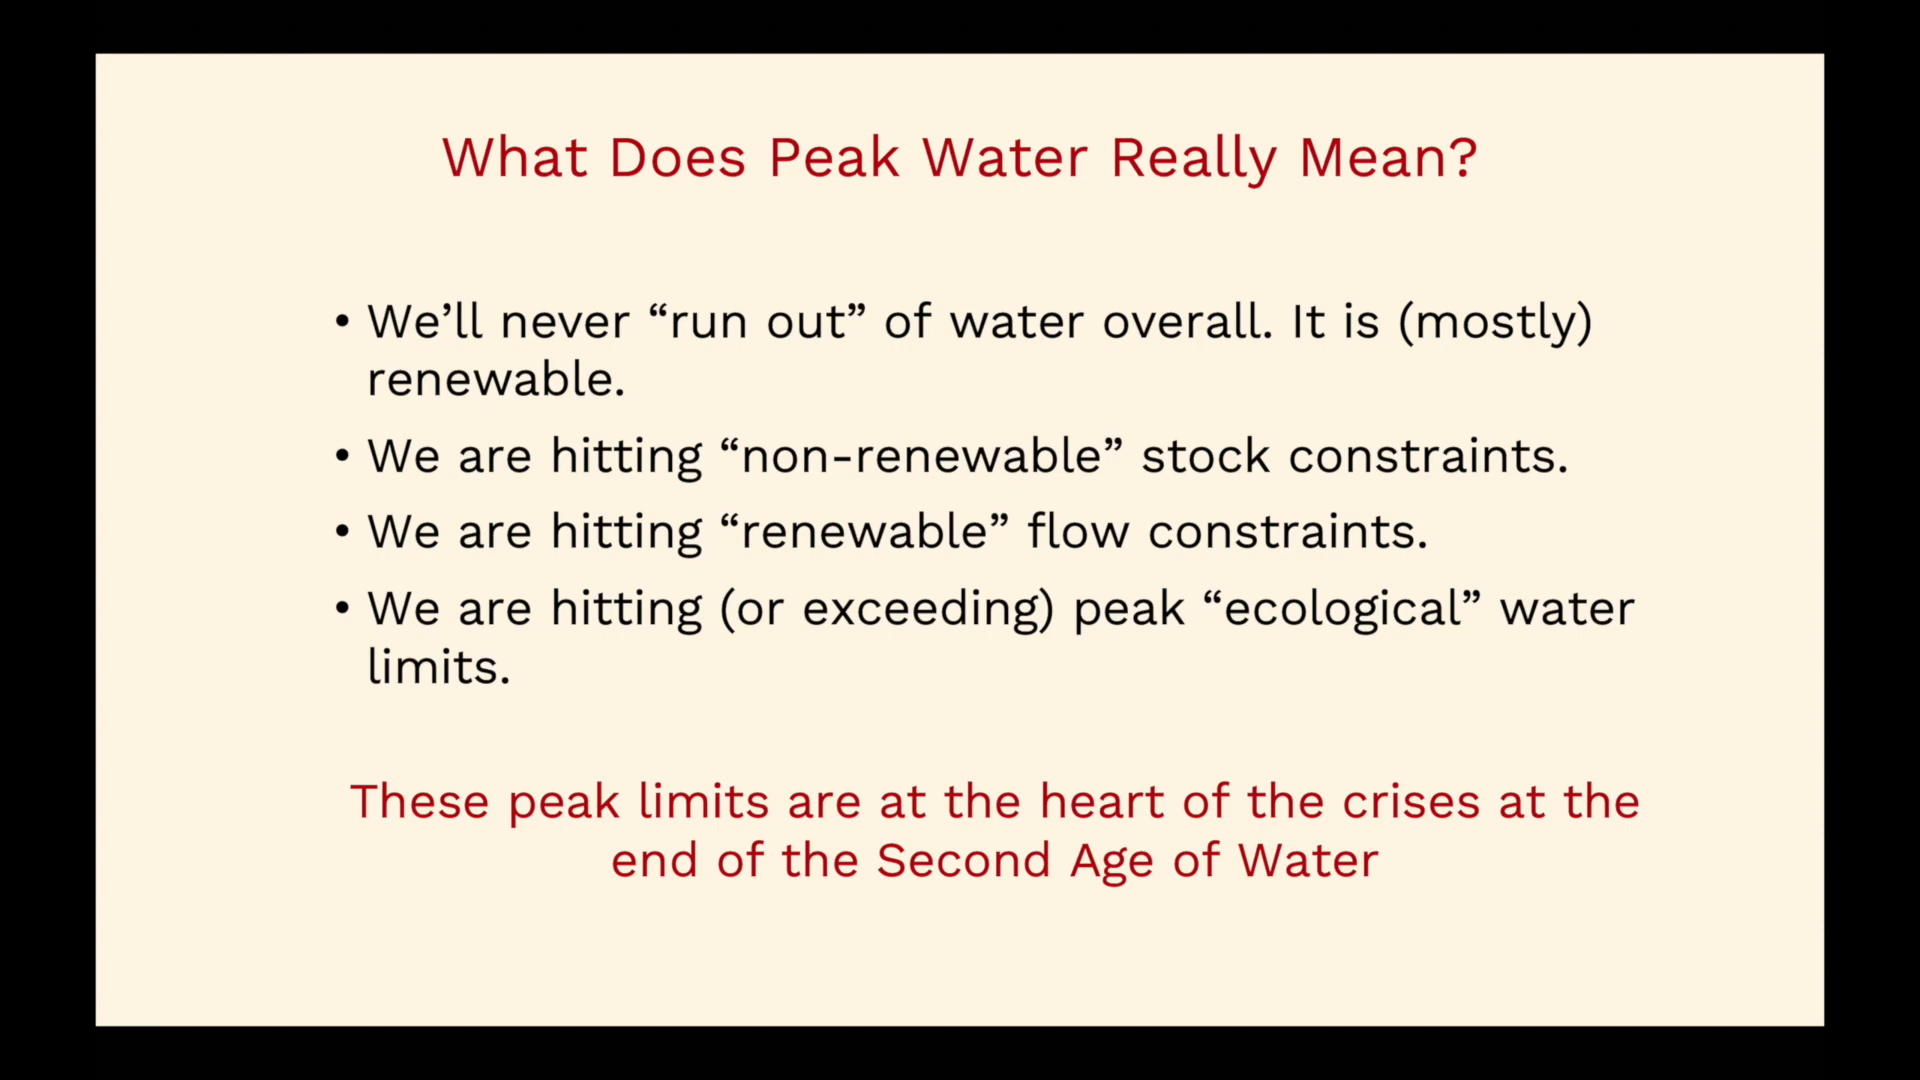 What Does Peak Water Really Mean?
• We’ll never “run out” of water overall. It is (mostly)
renewable.
• We are hitting “non-renewable” stock constraints.
• We are hitting “renewable” flow constraints.
• We are hitting (or exceeding) peak “ecological” water
limits.
These peak limits are at the heart of the crises at the
end of the Second Age of Water